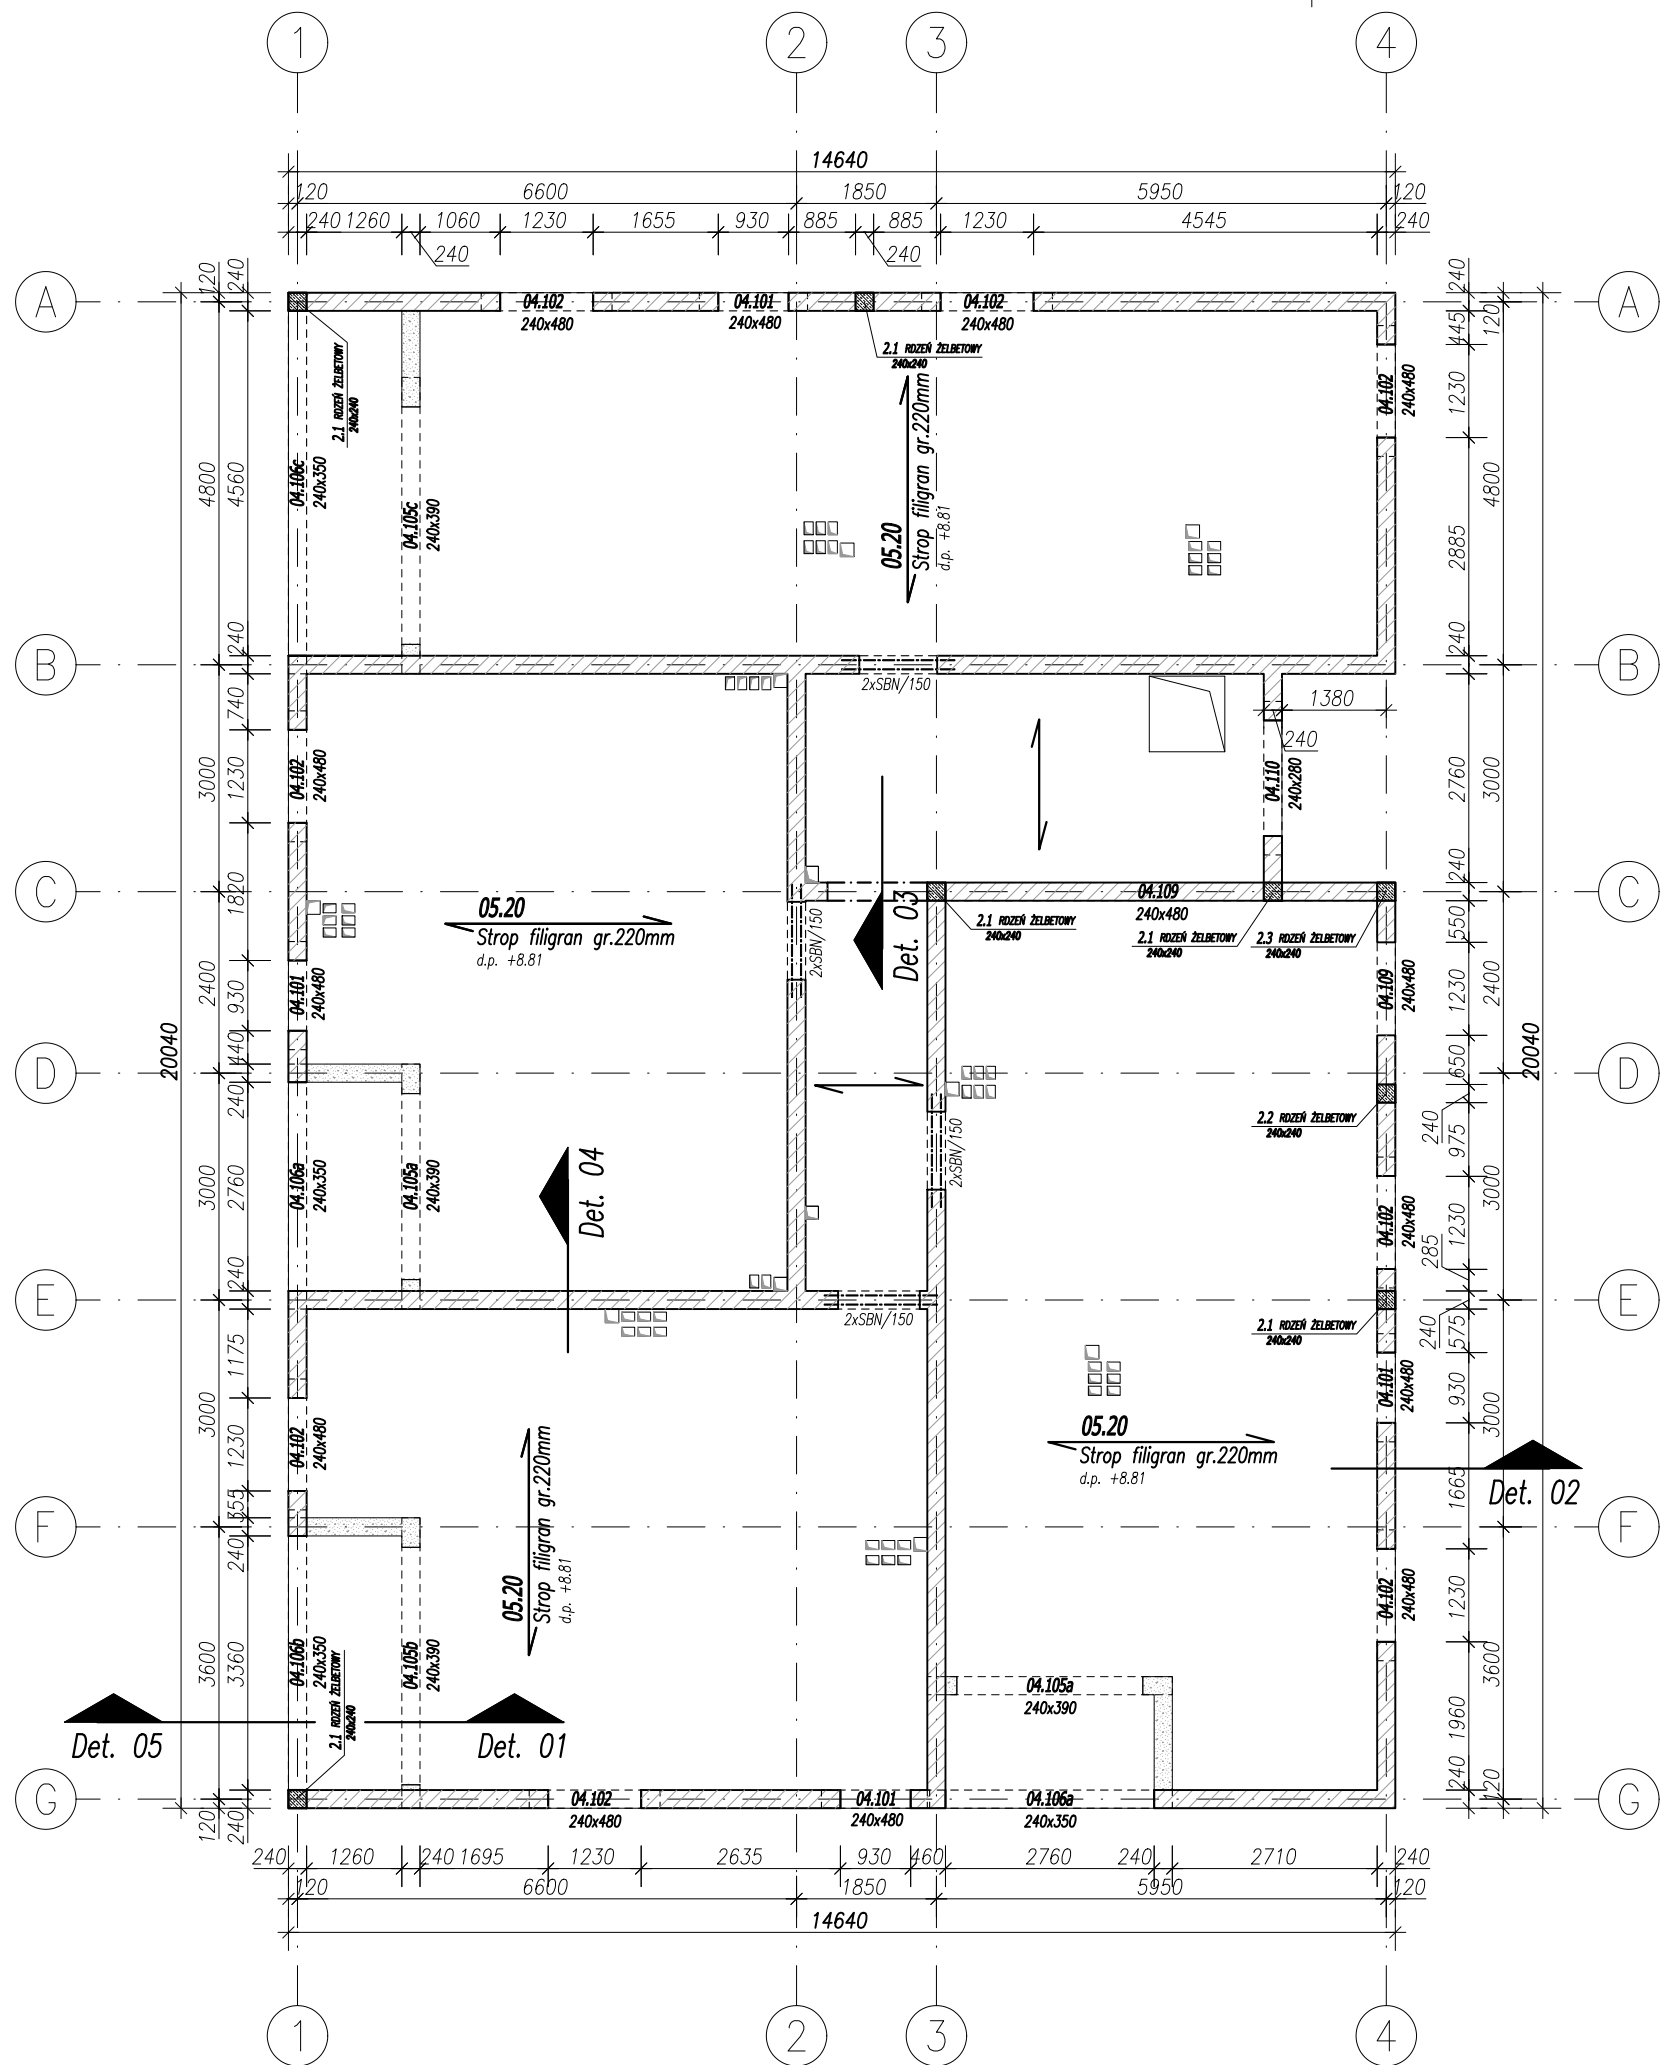 1 2 3 4
14640
120 6600 1850 5950 120
240 1260 1060 1230 1655 930 885 885 1230 4545 240
240 240
120 240 240
A 04.102 04.101 04.102 A
240x480 240x480 240x480
445 120
2.1 RDZEŃ ŻELBETOWY
240x240
2.1 RDZEŃ ŻELBETOWY
240x240
04.102
240x480
1230
4800 4560
04.106c
240x350
04.105c
240x390
05.20
Strop filigran gr.220mm
d.p. +8.81
2885 4800
240 240
B B
2xSBN/150
740
1380
240
3000 1230
04.102
240x480
04.110
240x280
2760 3000
240
C 1820 C
04.109
240x480
05.20
Strop filigran gr.220mm
d.p. +8.81
2xSBN/150
Det. 03
2.1 RDZEŃ ŻELBETOWY
240x240
2.1 RDZEŃ ŻELBETOWY
240x240
2.3 RDZEŃ ŻELBETOWY
240x240
550
2400 930
04.101
240x480
04.109
240x480
1230 2400
440
20040 20040
D 650 D
240
2.2 RDZEŃ ŻELBETOWY
240x240
240 975
2xSBN/150
3000 2760
04.106a
240x350
04.105a
240x390
Det. 04
04.102
240x480
1230 3000
285
240
E E
2xSBN/150
2.1 RDZEŃ ŻELBETOWY
240x240
240 575
1175
04.101
240x480
930
3000 3000
1230
04.102
240x480
05.20
Strop filigran gr.220mm
d.p. +8.81
05.20
Strop filigran gr.220mm
d.p. +8.81
1665
Det. 02
355
F F
240
04.102
240x480
1230
3600 3360
04.106b
240x350
04.105b
240x390
3600
04.105a
240x390
2.1 RDZEŃ ŻELBETOWY
240x240
1960
Det. 05 Det. 01
240 120
G 04.102 04.101 04.106a G
240x480 240x480 240x350
120 240
240 1260 240 1695 1230 2635 930 460 2760 240 2710 240
120 6600 1850 5950 120
14640
1 2 3 4